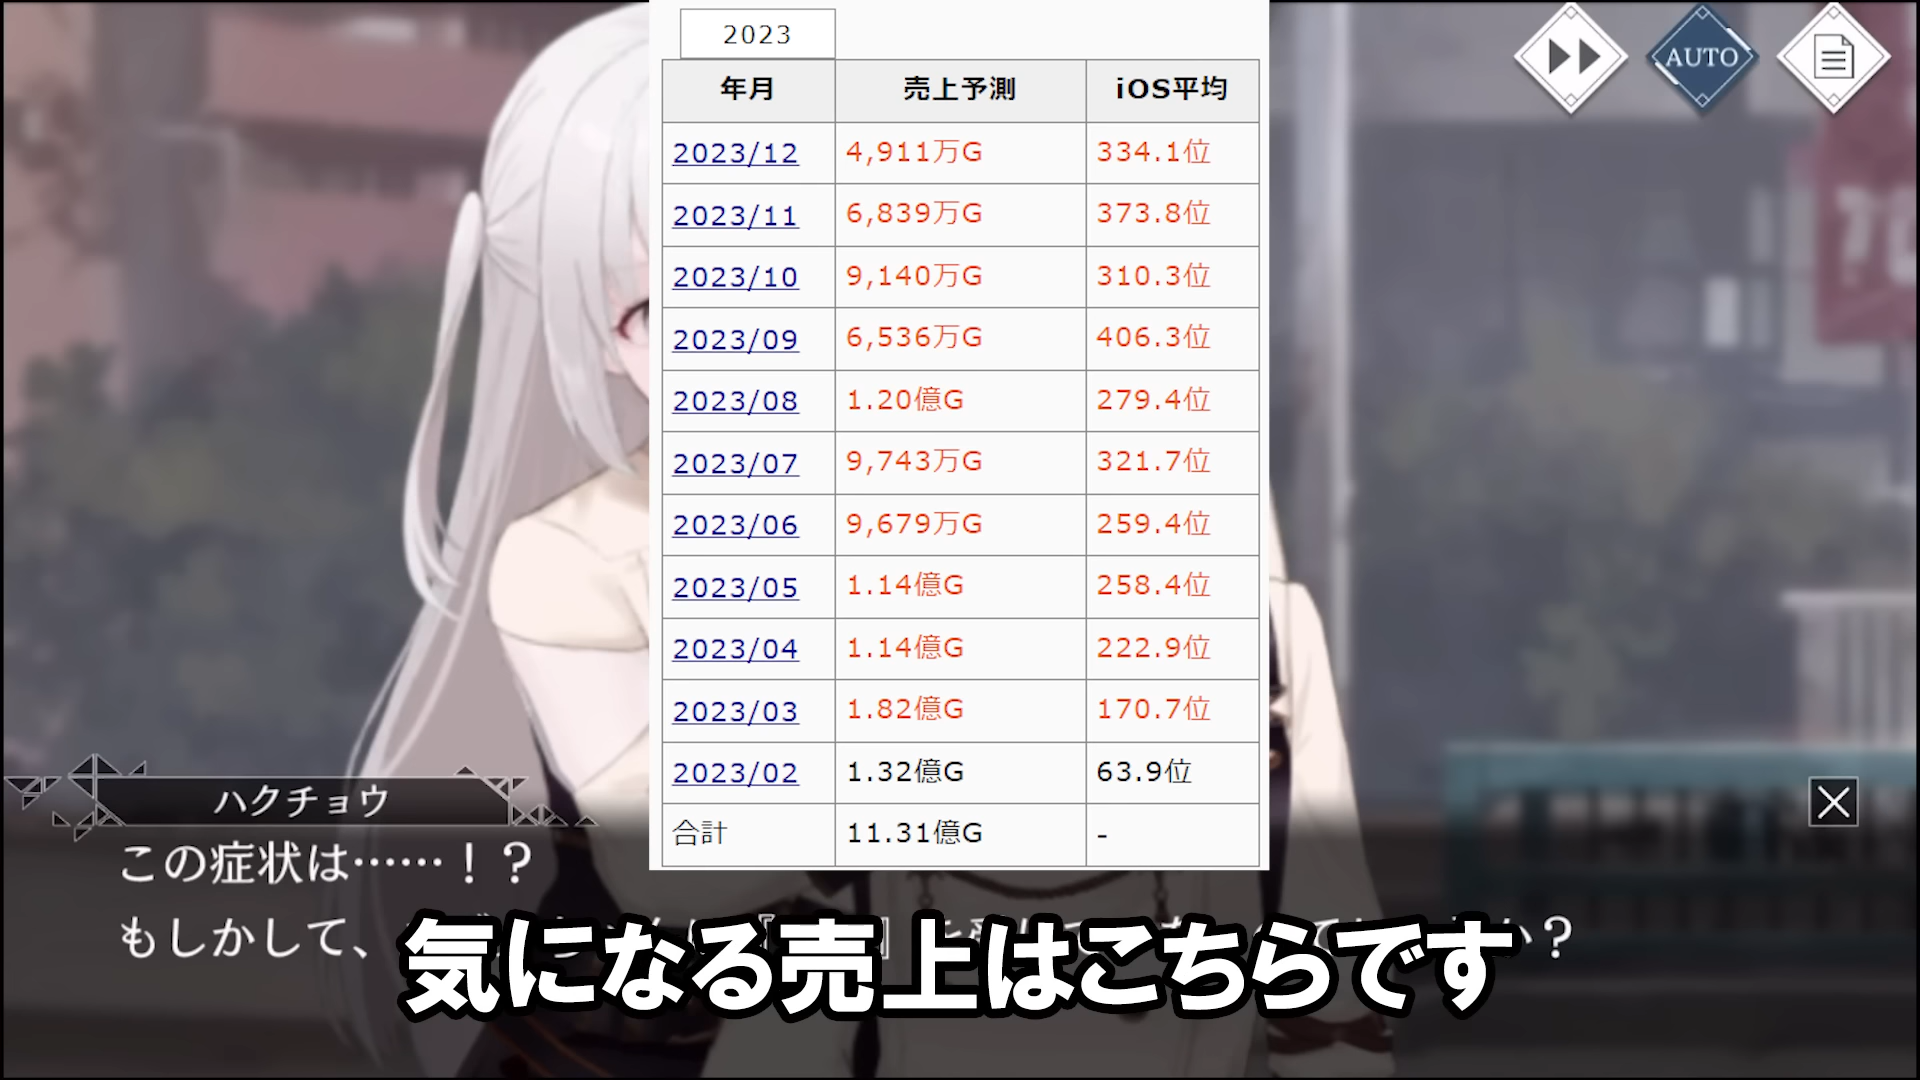 2023
年月 売上予測 iOS平均
2023/12 4,911万G 334.1位
2023/11 6,839万G 373.8位
2023/10 9,140万G 310.3位
2023/09 6,536万G 406.3位
2023/08 1.20億G 279.4位
2023/07 9,743万G 321.7位
2023/06 9,679万G 259.4位
2023/05 1.14億G 258.4位
2023/04 1.14億G 222.9位
2023/03 1.82億G 170.7位
2023/02 1.32億G 63.9位
合計 11.31億G -
AUTO
ハクチョウ
この症状は……！？
もしかして、
気になる売上はこちらです